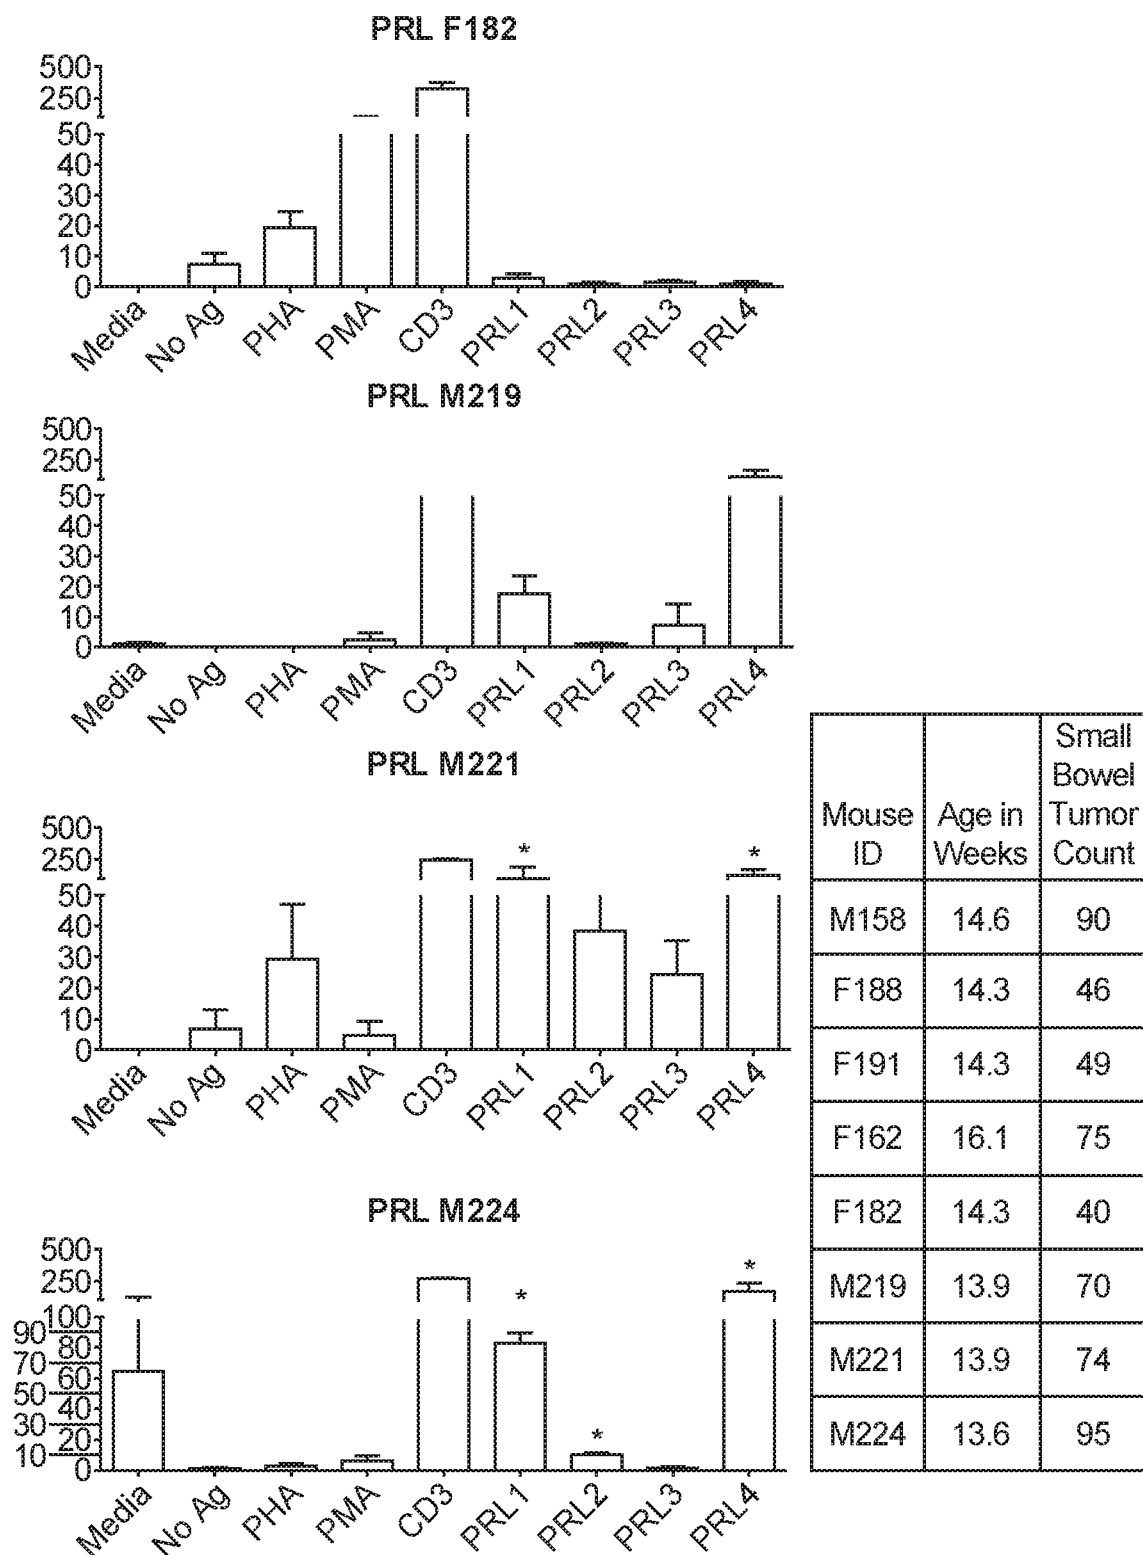 PRL F182
500
250
50
40
30
20
10
0
Media No Ag PHA PMA CD3 PRL1 PRL2 PRL3 PRL4
PRL M219
500
250
50
40
30
20
10
0
Media No Ag PHA PMA CD3 PRL1 PRL2 PRL3 PRL4
PRL M221
500
250
* *
50
40
30
20
10
0
Media No Ag PHA PMA CD3 PRL1 PRL2 PRL3 PRL4
PRL M224
500
250
* * *
100
90
80
70
60
50
40
30
20
10
0
Media No Ag PHA PMA CD3 PRL1 PRL2 PRL3 PRL4
Small
Bowel
Mouse Age in Tumor
ID Weeks Count
M158 14.6 90
F188 14.3 46
F191 14.3 49
F162 16.1 75
F182 14.3 40
M219 13.9 70
M221 13.9 74
M224 13.6 95